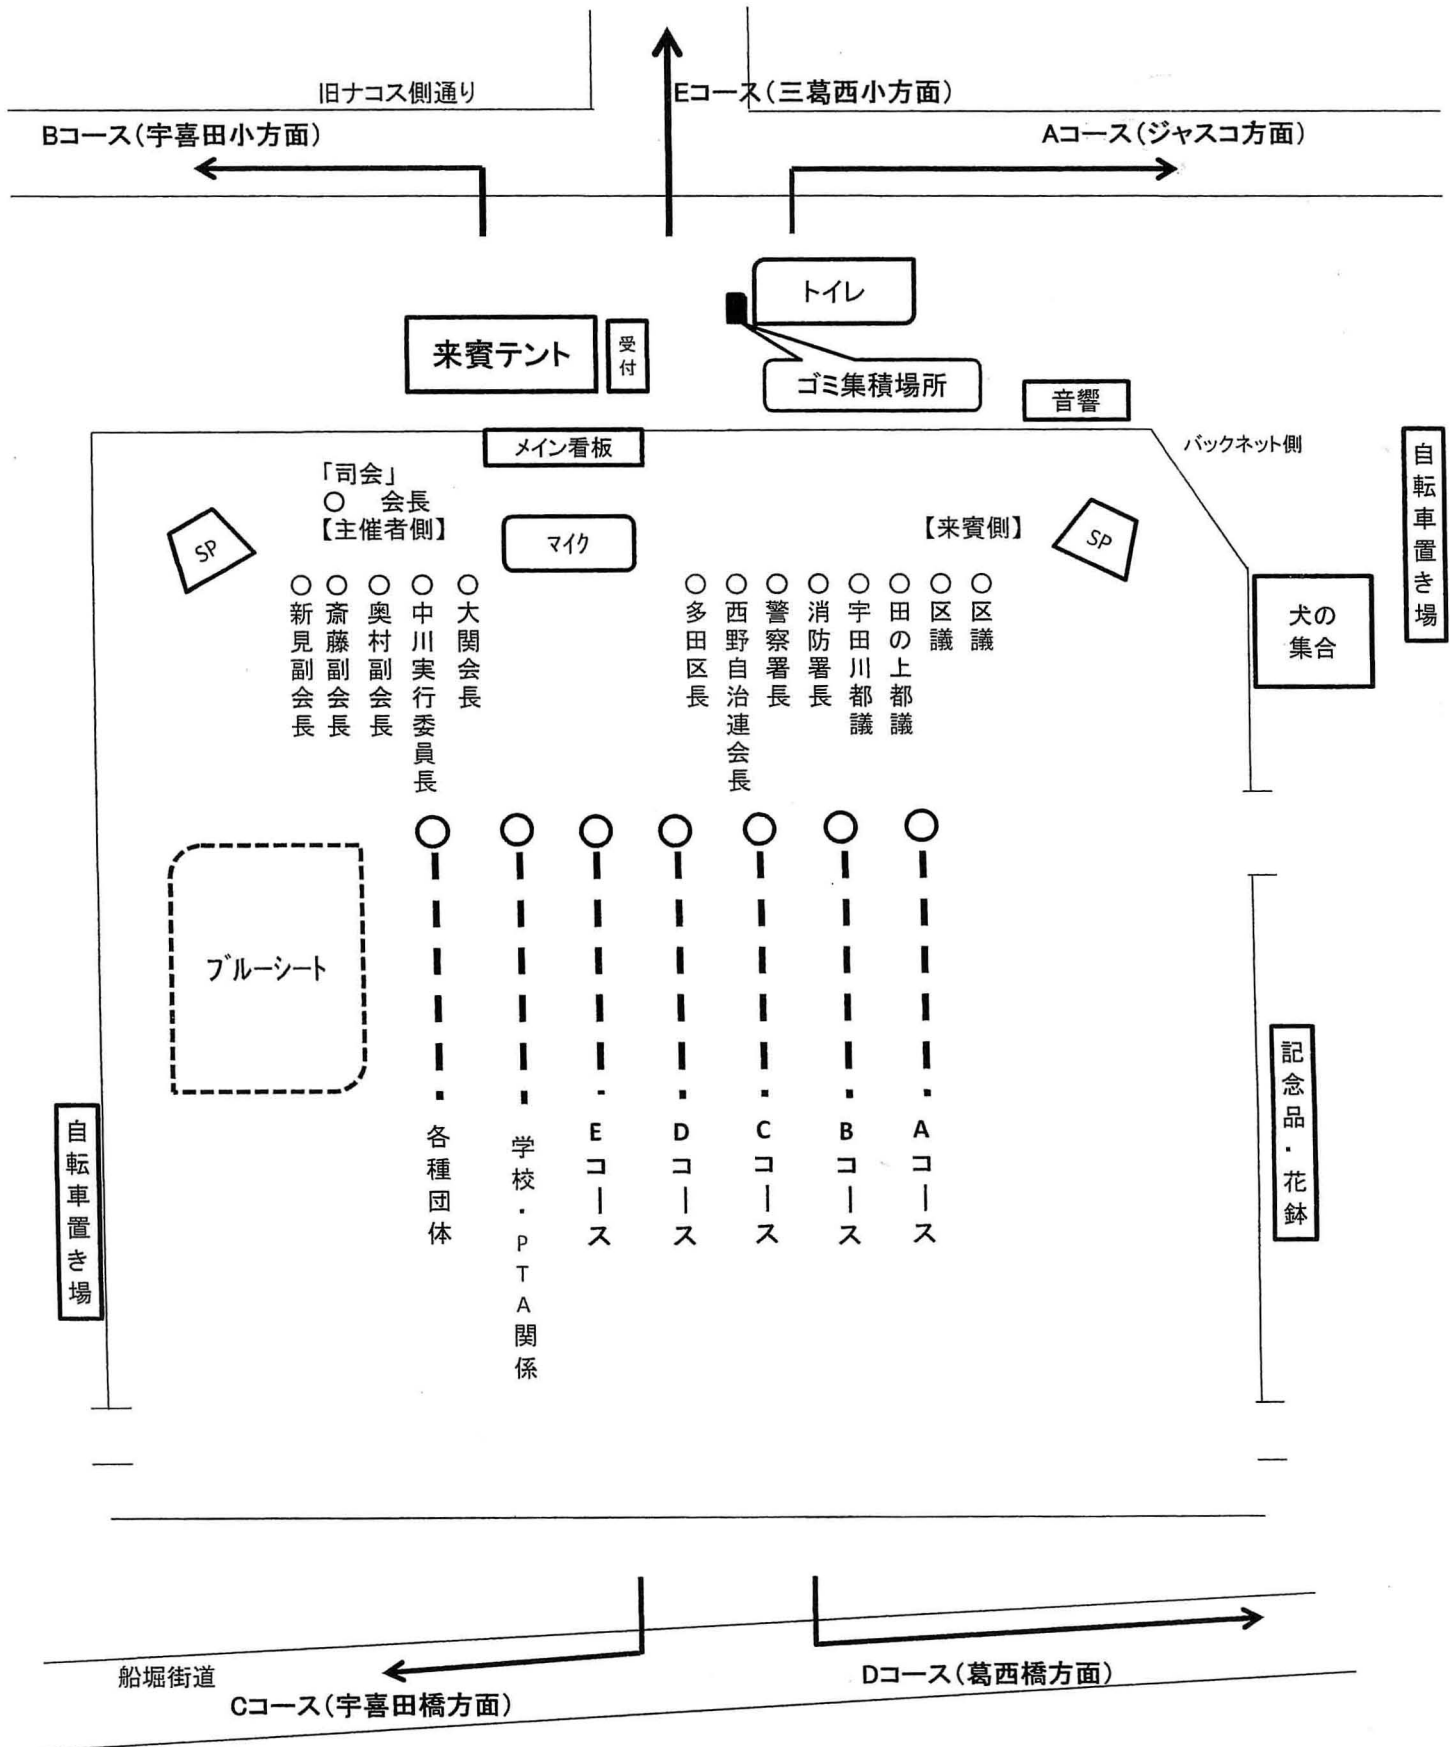 旧ナコス側通り
Eコース(三葛西小方面)
Bコース(宇喜田小方面)
Aコース(ジャスコ方面)
トイレ
来賓テント
受付
ゴミ集積場所
音響
メイン看板
バックネット側
自転車置き場
「司会」
○ 会長
【主催者側】
マイク
【来賓側】
SP
SP
犬の
集合
○新見副会長
○斎藤副会長
○奥村副会長
○中川実行委員長
○大関会長
○多田区長
○西野自治連会長
○警察署長
○消防署長
○宇田川都議
○田の上都議
○区議
○区議
ブルーシート
各種団体
学校・PTA関係
Eコース
Dコース
Cコース
Bコース
Aコース
記念品・花鉢
自転車置き場
船堀街道
Cコース(宇喜田橋方面)
Dコース(葛西橋方面)